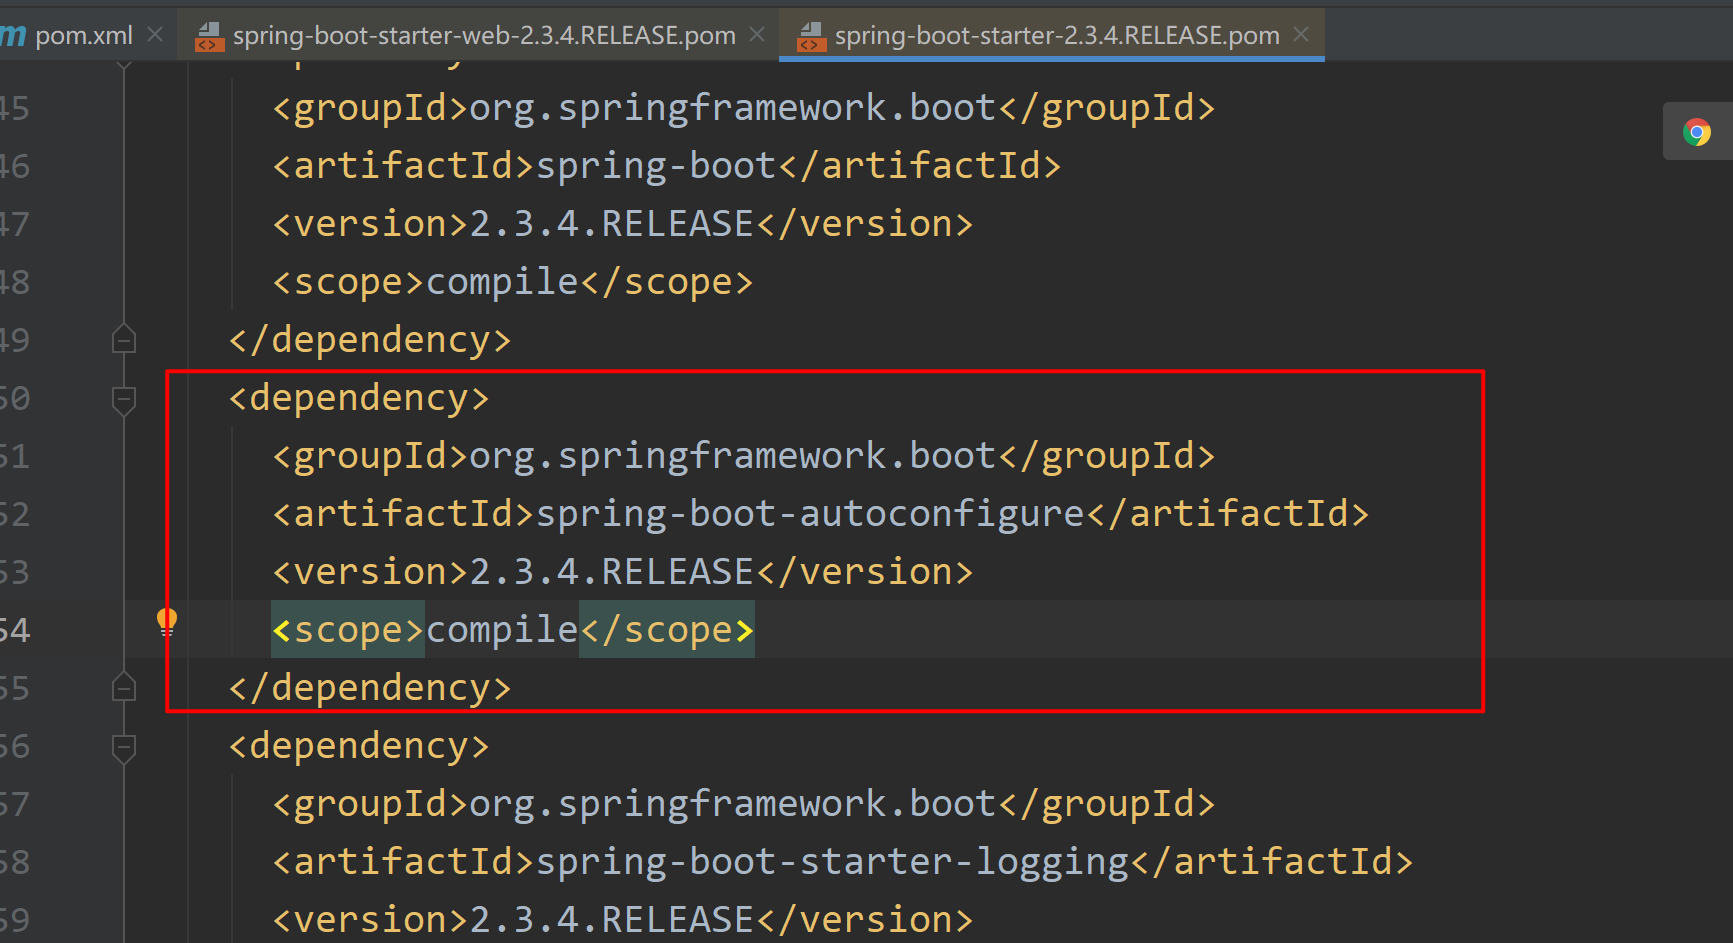 m pom.xml × spring-boot-starter-web-2.3.4.RELEASE.pom × spring-boot-starter-2.3.4.RELEASE.pom ×
45 <groupId>org.springframework.boot</groupId>
46 <artifactId>spring-boot</artifactId>
47 <version>2.3.4.RELEASE</version>
48 <scope>compile</scope>
49 </dependency>
50 <dependency>
51 <groupId>org.springframework.boot</groupId>
52 <artifactId>spring-boot-autoconfigure</artifactId>
53 <version>2.3.4.RELEASE</version>
54 <scope>compile</scope>
55 </dependency>
56 <dependency>
57 <groupId>org.springframework.boot</groupId>
58 <artifactId>spring-boot-starter-logging</artifactId>
59 <version>2.3.4.RELEASE</version>